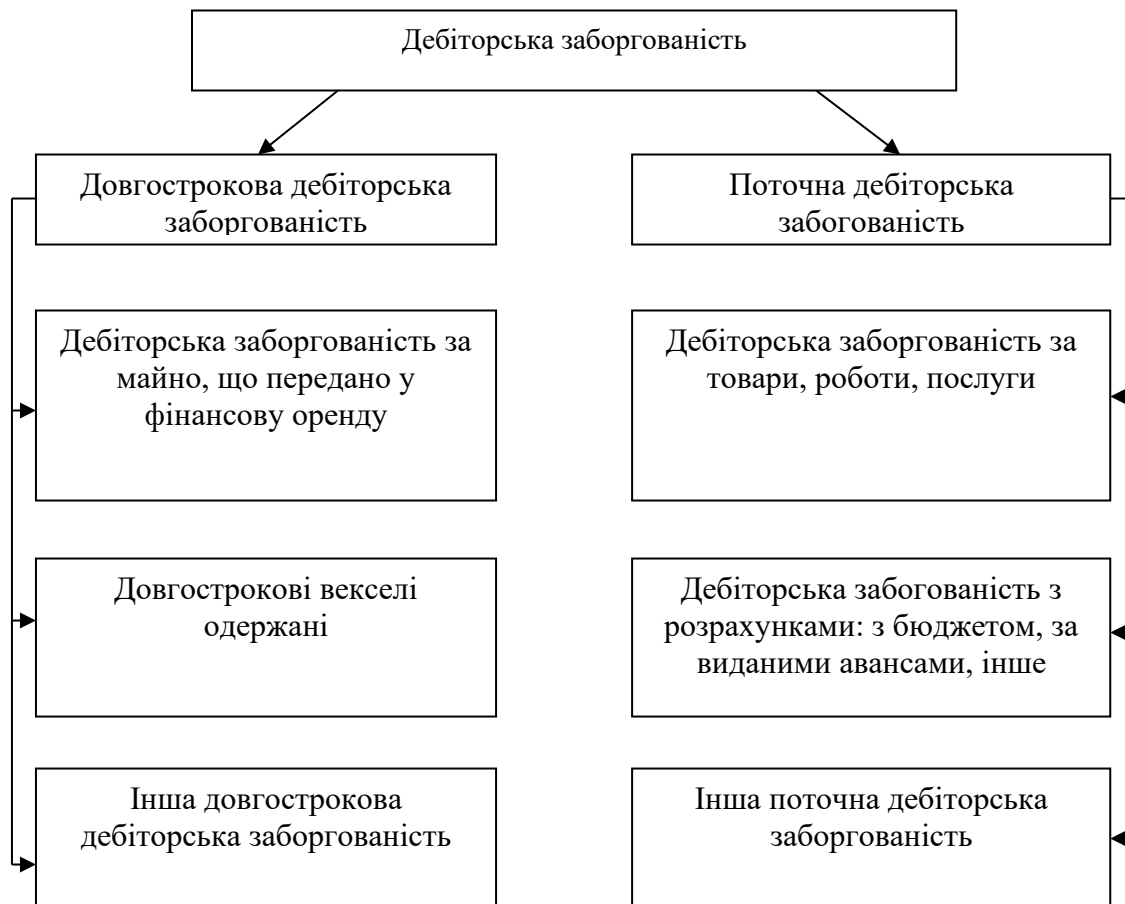 Дебіторська заборгованість
Довгострокова дебіторська
заборгованість
Поточна дебіторська
забогованість
Дебіторська заборгованість за
майно, що передано у
фінансову оренду
Дебіторська заборгованість за
товари, роботи, послуги
Довгострокові векселі
одержані
Дебіторська забогованість з
розрахунками: з бюджетом, за
виданими авансами, інше
Інша довгострокова
дебіторська заборгованість
Інша поточна дебіторська
заборгованість